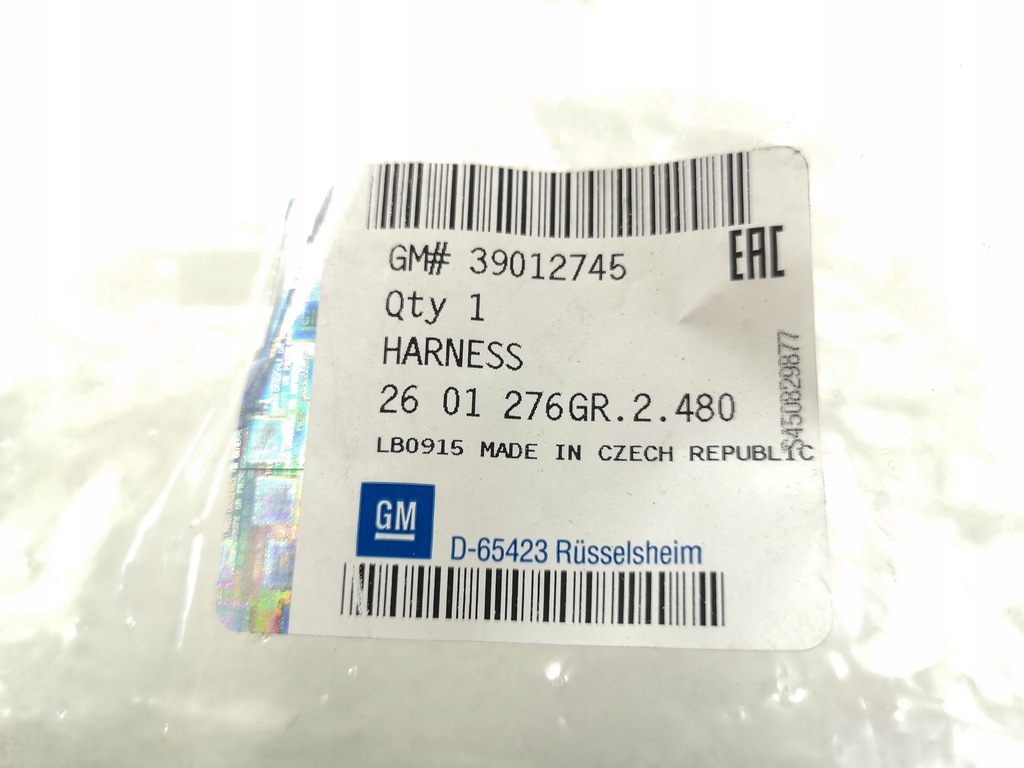 GM# 39012745
EAC
Qty 1
HARNESS
26 01 276GR.2.480
LB0915 MADE IN CZECH REPUBLIC
S450829877
GM
D-65423 Rüsselsheim